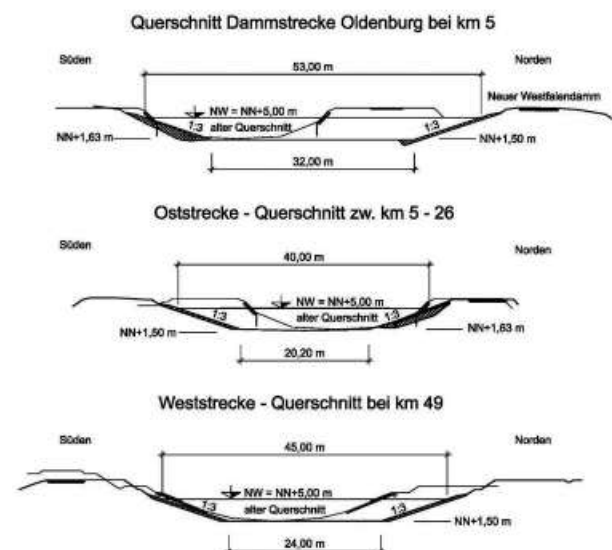 Querschnitt Dammstrecke Oldenburg bei km 5
Süden
Norden
53,00 m
Neuer Westfalendamm
NW = NN+5,00 m
1:3
alter Querschnitt
1:3
NN+1,63 m
NN+1,50 m
32,00 m
Oststrecke - Querschnitt zw. km 5 - 26
Süden
Norden
40,00 m
NW = NN+5,00 m
1:3
alter Querschnitt
1:3
NN+1,50 m
NN+1,63 m
20,20 m
Weststrecke - Querschnitt bei km 49
Süden
Norden
45,00 m
NW = NN+5,00 m
1:3
alter Querschnitt
1:3
NN+1,50 m
24,00 m